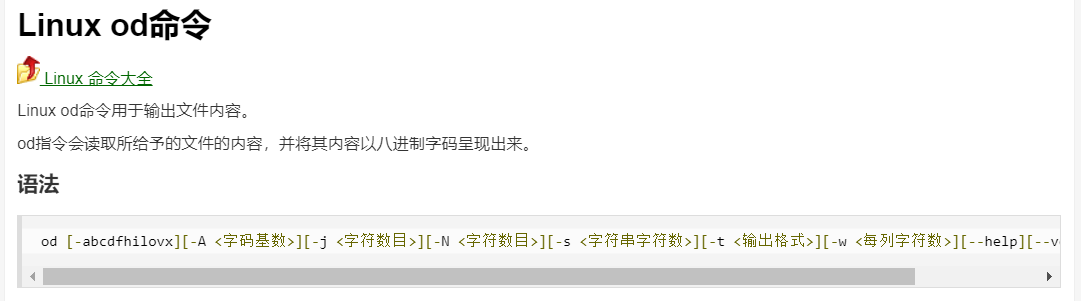 Linux od命令
Linux 命令大全
Linux od命令用于输出文件内容。
od指令会读取所给予的文件的内容，并将其内容以八进制字码呈现出来。
语法
od [-abcdfhilovx][-A <字码基数>][-j <字符数目>][-N <字符数目>][-s <字符串字符数>][-t <输出格式>][-w <每列字符数>][--help][--v